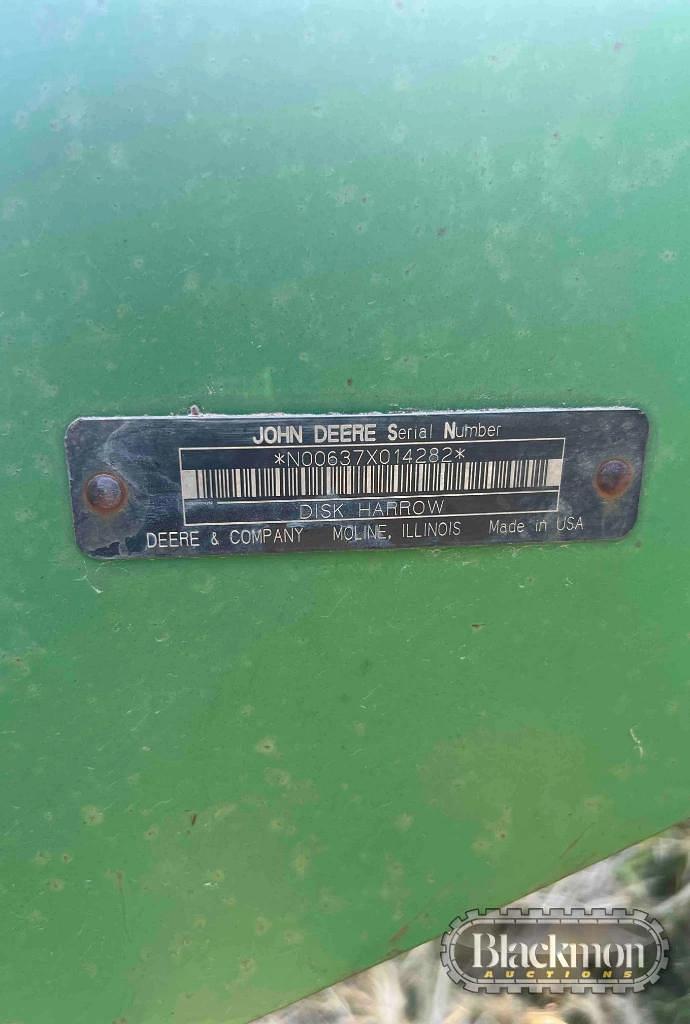 JOHN DEERE Serial Number
*N00637X014282*
DISK HARROW
DEERE & COMPANY MOLINE, ILLINOIS Made in USA
Blackmon
AUCTIONS